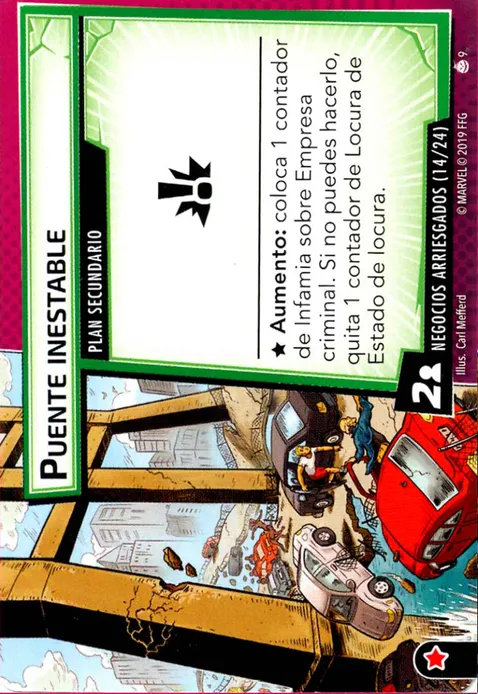 PUENTE INESTABLE
PLAN SECUNDARIO
★ Aumento: coloca 1 contador
de Infamia sobre Empresa
criminal. Si no puedes hacerlo,
quita 1 contador de Locura de
Estado de locura.
2
NEGOCIOS ARRIESGADOS (14/24)
Illus. Carl Mefferd
© MARVEL © 2019 FFG
9